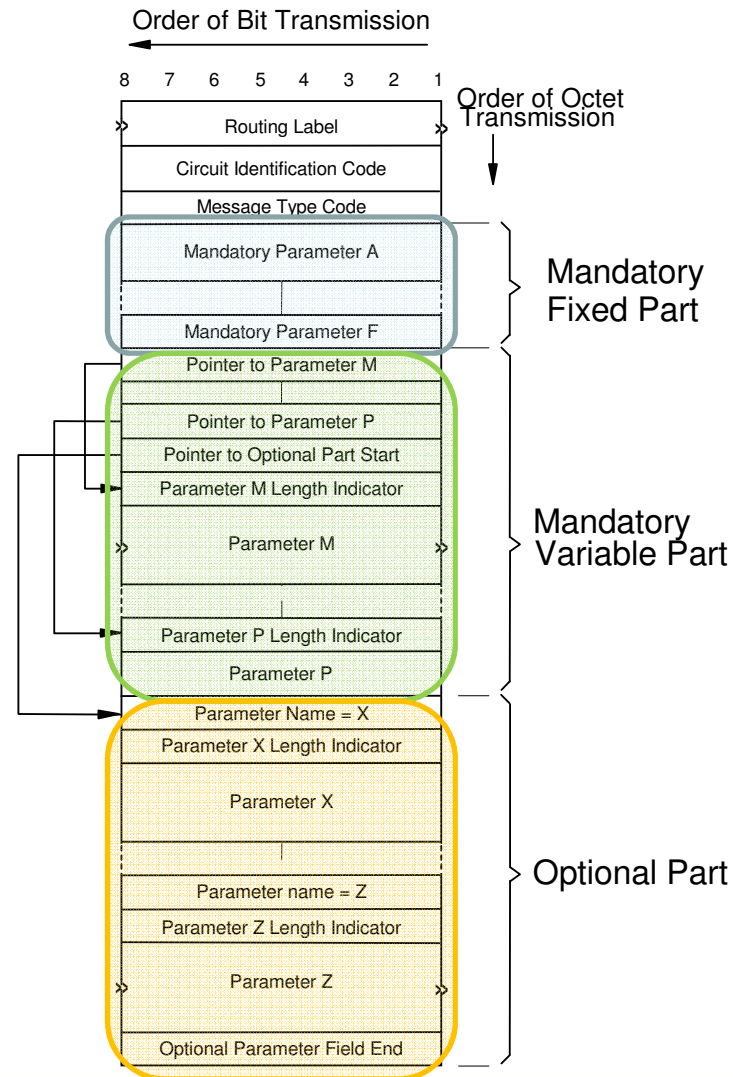 Order of Bit Transmission
8 7 6 5 4 3 2 1
Order of Octet
Transmission
Routing Label
Circuit Identification Code
Message Type Code
Mandatory Parameter A
Mandatory
Fixed Part
Mandatory Parameter F
Pointer to Parameter M
Pointer to Parameter P
Pointer to Optional Part Start
Parameter M Length Indicator
Parameter M
Mandatory
Variable Part
Parameter P Length Indicator
Parameter P
Parameter Name = X
Parameter X Length Indicator
Parameter X
Optional Part
Parameter name = Z
Parameter Z Length Indicator
Parameter Z
Optional Parameter Field End